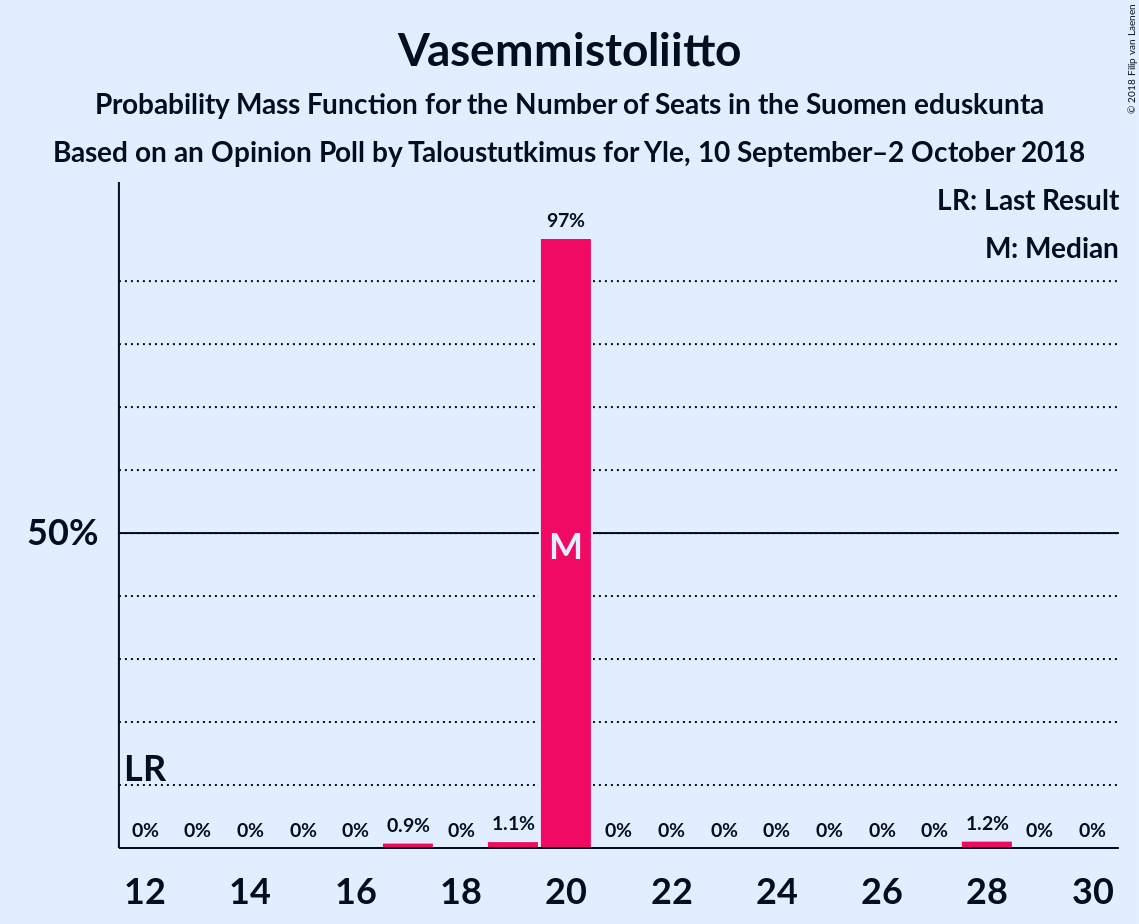 Vasemmistoliitto
Probability Mass Function for the Number of Seats in the Suomen eduskunta
Based on an Opinion Poll by Taloustutkimus for Yle, 10 September–2 October 2018
© 2018 Filip van Laenen
LR: Last Result
M: Median
97%
50%
M
LR
0% 0% 0% 0% 0% 0.9% 0% 1.1% 0% 0% 0% 0% 0% 0% 0% 1.2% 0% 0%
12 14 16 18 20 22 24 26 28 30